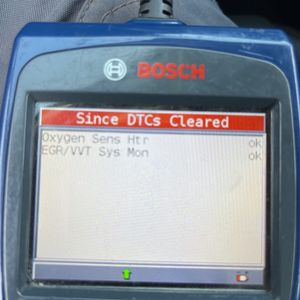 BOSCH
Since DTCs Cleared
Oxygen Sens Htr ok
EGR/VVT Sys Mon ok